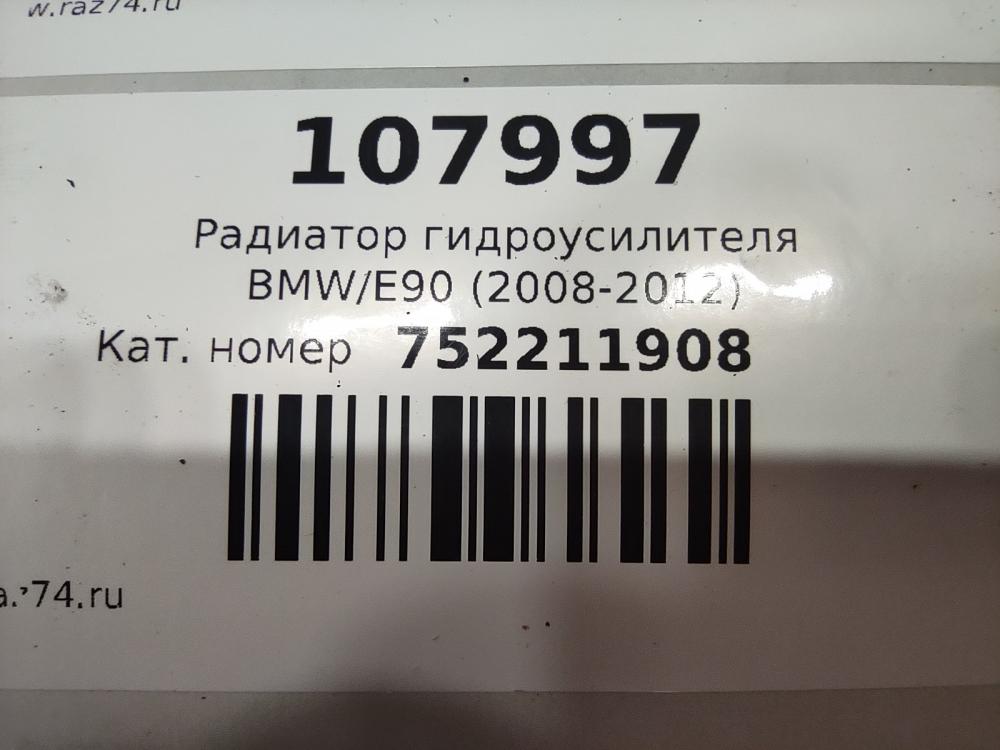 w.raz74.ru
107997
Радиатор гидроусилителя
BMW/E90 (2008-2012)
Кат. номер 752211908
74.ru